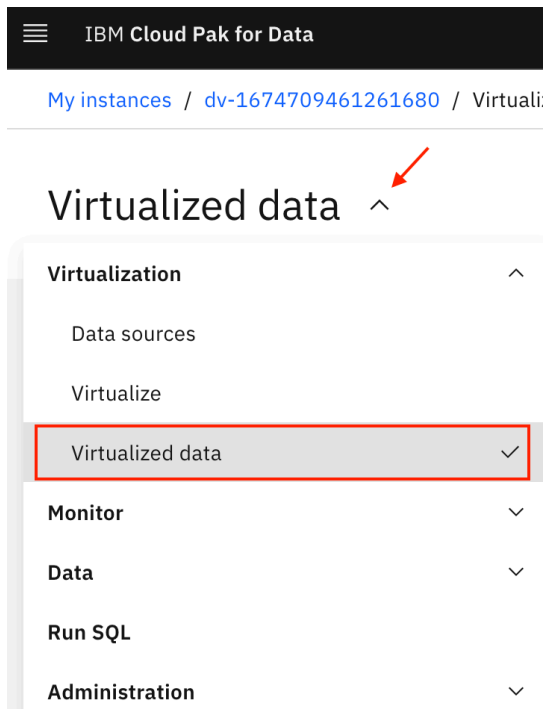 IBM Cloud Pak for Data
My instances / dv-1674709461261680 / Virtuali
Virtualized data
Virtualization
Data sources
Virtualize
Virtualized data
Monitor
Data
Run SQL
Administration